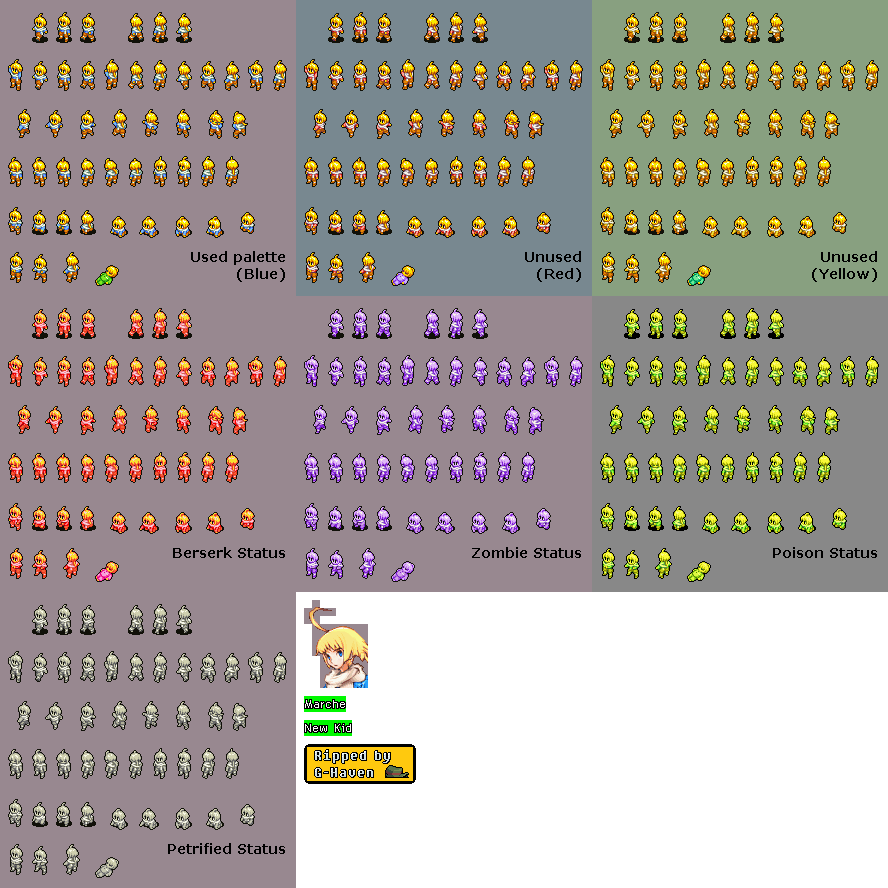 Used palette
(Blue)
Unused
(Red)
Unused
(Yellow)
Berserk Status
Zombie Status
Poison Status
Petrified Status
Marche
New Kid
Ripped by
G-Haven